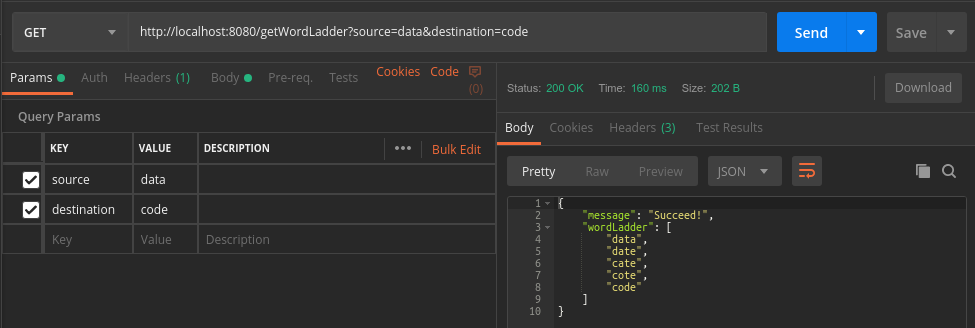 GET http://localhost:8080/getWordLadder?source=data&destination=code Send Save
Params Auth Headers (1) Body Pre-req. Tests Cookies Code (0)
Query Params
KEY VALUE DESCRIPTION ••• Bulk Edit
source data
destination code
Key Value Description
Status: 200 OK Time: 160 ms Size: 202 B Download
Body Cookies Headers (3) Test Results
Pretty Raw Preview JSON
1 {
2 "message": "Succeed!",
3 "wordLadder": [
4 "data",
5 "date",
6 "cate",
7 "cote",
8 "code"
9 ]
10 }